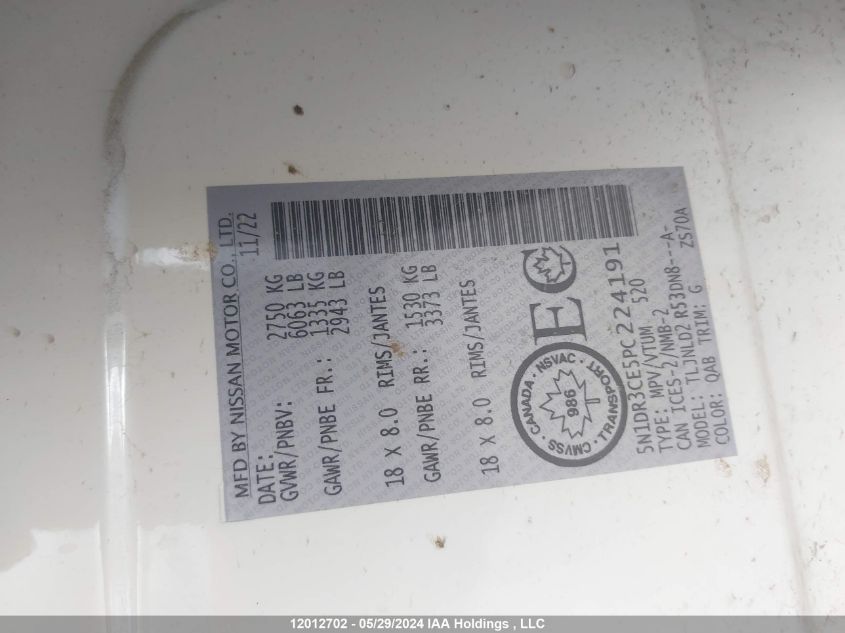 MFD BY NISSAN MOTOR CO., LTD.
DATE: 11/22
GVWR/PNBV: 2750 KG
6063 LB
GAWR/PNBE FR.: 1335 KG
2943 LB
18 X 8.0 RIMS/JANTES
GAWR/PNBE RR.: 1530 KG
3373 LB
18 X 8.0 RIMS/JANTES
CMVSS · CANADA · NSVAC · TRANSPORT ·
986
EC
5N1DR3CE5PC224191
TYPE: MPV/VTUM 520
CAN ICES-2/NMB-2
MODEL: TLJNLD2 R53DN8---A-
COLOR: QAB TRIM: G ZS70A
12012702 - 05/29/2024 IAA Holdings , LLC